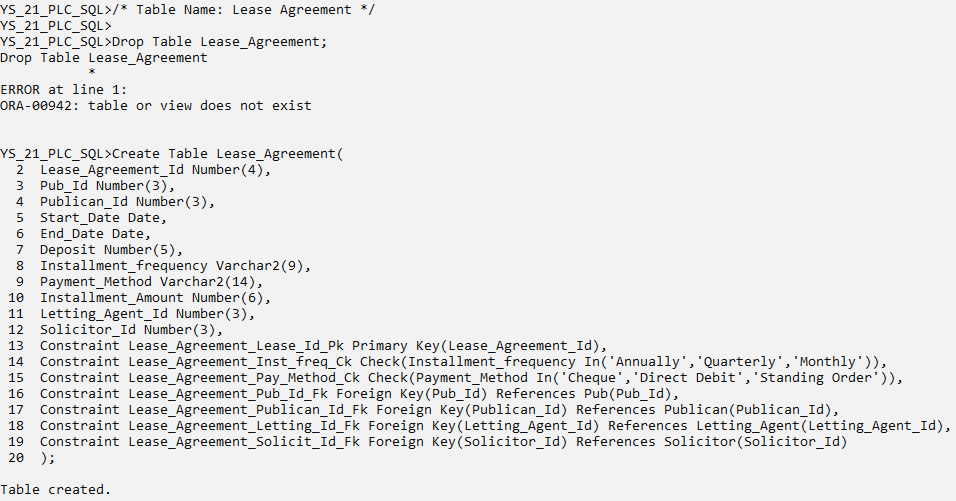 YS_21_PLC_SQL>/* Table Name: Lease Agreement */
YS_21_PLC_SQL>
YS_21_PLC_SQL>Drop Table Lease_Agreement;
Drop Table Lease_Agreement
           *
ERROR at line 1:
ORA-00942: table or view does not exist


YS_21_PLC_SQL>Create Table Lease_Agreement(
  2  Lease_Agreement_Id Number(4),
  3  Pub_Id Number(3),
  4  Publican_Id Number(3),
  5  Start_Date Date,
  6  End_Date Date,
  7  Deposit Number(5),
  8  Installment_frequency Varchar2(9),
  9  Payment_Method Varchar2(14),
 10  Installment_Amount Number(6),
 11  Letting_Agent_Id Number(3),
 12  Solicitor_Id Number(3),
 13  Constraint Lease_Agreement_Lease_Id_Pk Primary Key(Lease_Agreement_Id),
 14  Constraint Lease_Agreement_Inst_freq_Ck Check(Installment_frequency In('Annually','Quarterly','Monthly')),
 15  Constraint Lease_Agreement_Pay_Method_Ck Check(Payment_Method In('Cheque','Direct Debit','Standing Order')),
 16  Constraint Lease_Agreement_Pub_Id_Fk Foreign Key(Pub_Id) References Pub(Pub_Id),
 17  Constraint Lease_Agreement_Publican_Id_Fk Foreign Key(Publican_Id) References Publican(Publican_Id),
 18  Constraint Lease_Agreement_Letting_Id_Fk Foreign Key(Letting_Agent_Id) References Letting_Agent(Letting_Agent_Id),
 19  Constraint Lease_Agreement_Solicit_Id_Fk Foreign Key(Solicitor_Id) References Solicitor(Solicitor_Id)
 20  );

Table created.